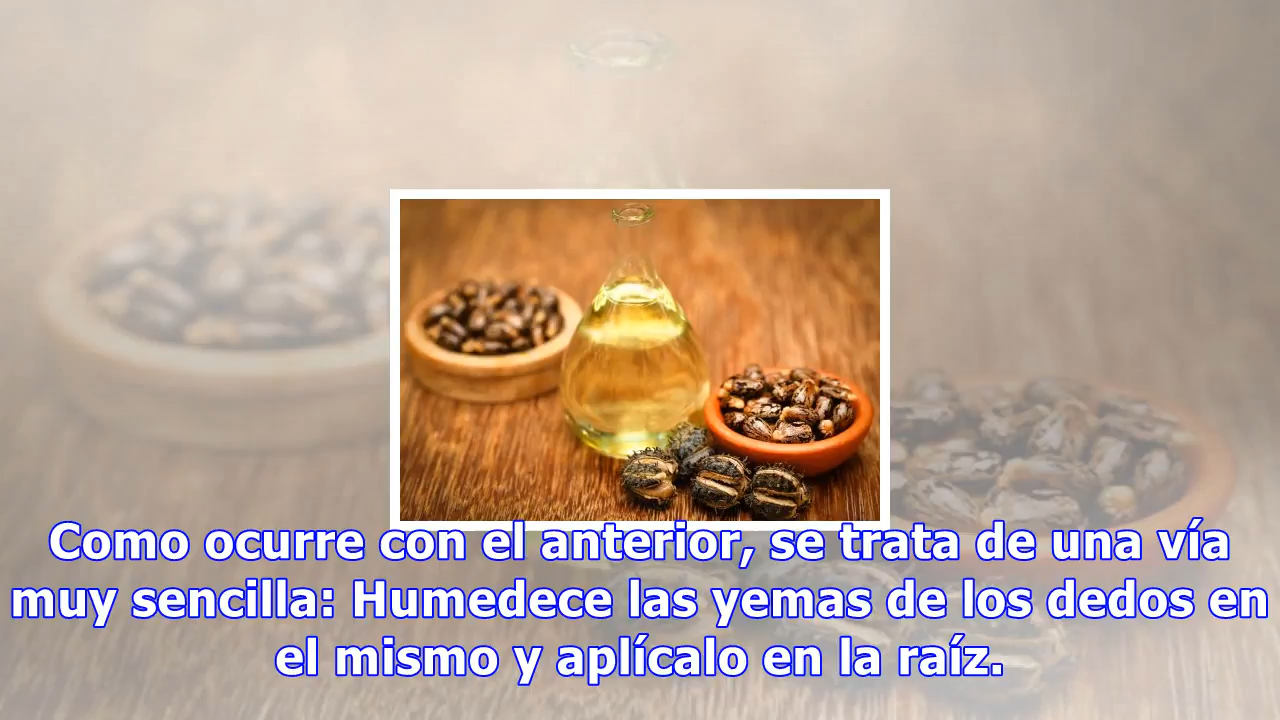 Como ocurre con el anterior, se trata de una vía
muy sencilla: Humedece las yemas de los dedos en
el mismo y aplícalo en la raíz.